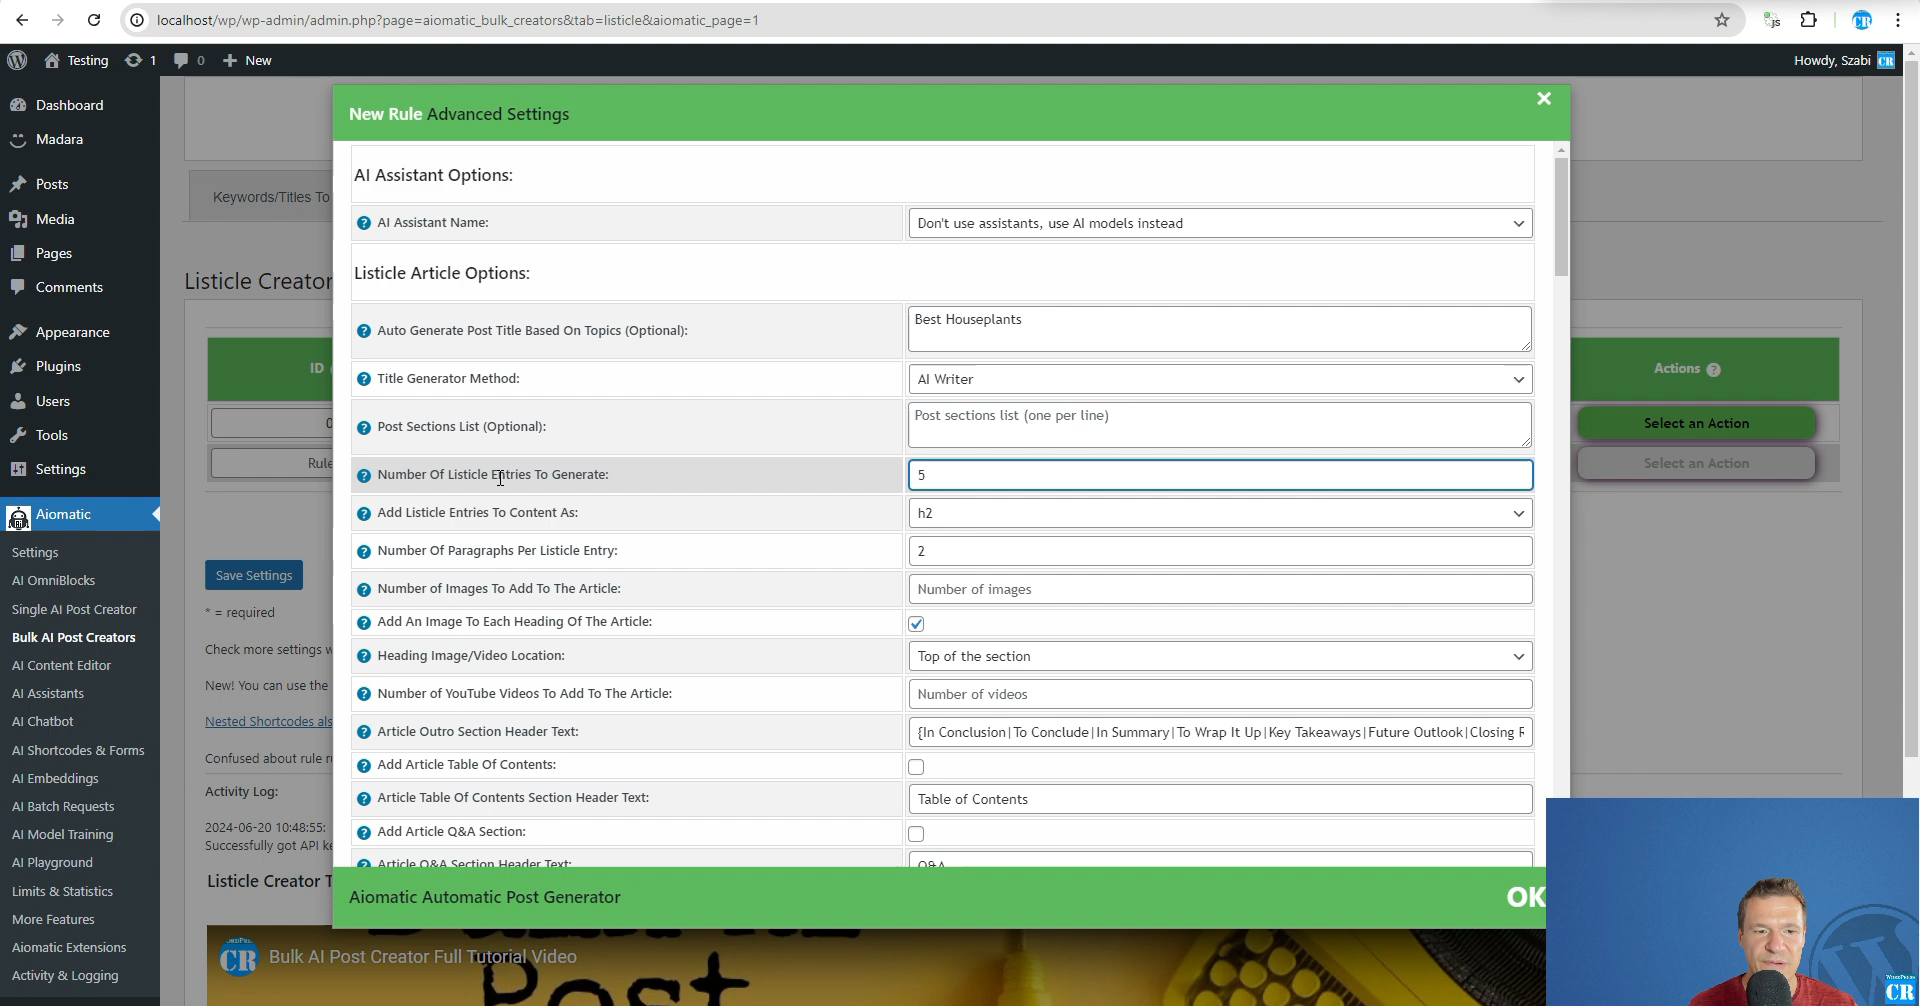 localhost/wp/wp-admin/admin.php?page=aiomatic_bulk_creators&tab=listicle&aiomatic_page=1
Testing
1
0
New
Howdy, Szabi
Dashboard
Madara
Posts
Media
Pages
Comments
Appearance
Plugins
Users
Tools
Settings
Aiomatic
Settings
AI OmniBlocks
Single AI Post Creator
Bulk AI Post Creators
AI Content Editor
AI Assistants
AI Chatbot
AI Shortcodes & Forms
AI Embeddings
AI Batch Requests
AI Model Training
AI Playground
Limits & Statistics
More Features
Aiomatic Extensions
Activity & Logging
Keywords/Titles To
Listicle Creator
ID
0
Rule
Actions
Select an Action
Select an Action
Save Settings
* = required
Check more settings
New! You can use the
Nested Shortcodes
Confused about rule
Activity Log:
2024-06-20 10:48:55:
Successfully got API
Listicle Creator
New Rule Advanced Settings
AI Assistant Options:
AI Assistant Name: Don't use assistants, use AI models instead
Listicle Article Options:
Auto Generate Post Title Based On Topics (Optional): Best Houseplants
Title Generator Method: AI Writer
Post Sections List (Optional): Post sections list (one per line)
Number Of Listicle Entries To Generate: 5
Add Listicle Entries To Content As: h2
Number Of Paragraphs Per Listicle Entry: 2
Number of Images To Add To The Article: Number of images
Add An Image To Each Heading Of The Article:
Heading Image/Video Location: Top of the section
Number of YouTube Videos To Add To The Article: Number of videos
Article Outro Section Header Text: {In Conclusion|To Conclude|In Summary|To Wrap It Up|Key Takeaways|Future Outlook|Closing R
Add Article Table Of Contents:
Article Table Of Contents Section Header Text: Table of Contents
Add Article Q&A Section:
Article Q&A Section Header Text: Q&A
Aiomatic Automatic Post Generator
OK
CR
Bulk AI Post Creator Full Tutorial Video
Post
CR